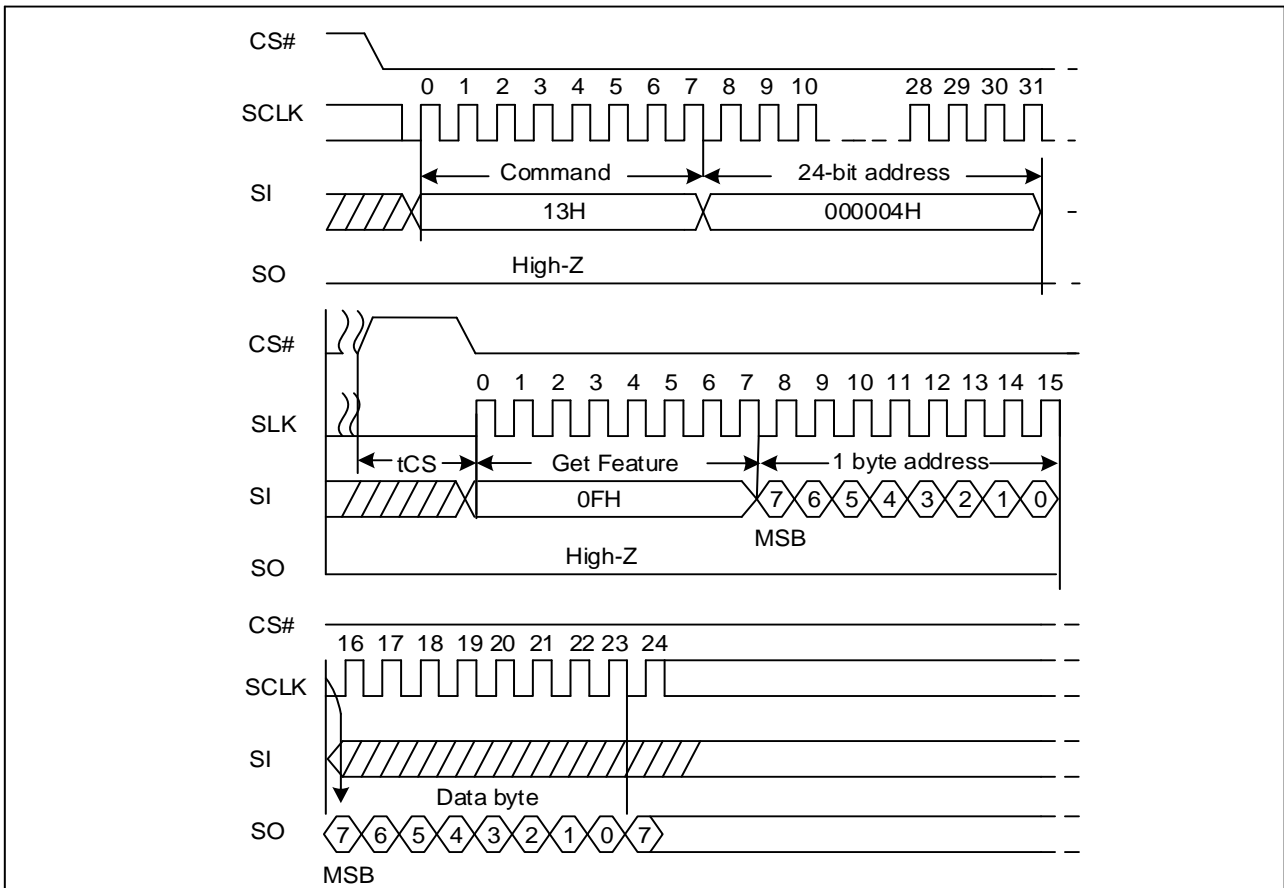 CS#
0 1 2 3 4 5 6 7 8 9 10 28 29 30 31
SCLK
Command 24-bit address
SI
13H 000004H
High-Z
SO
CS#
0 1 2 3 4 5 6 7 8 9 10 11 12 13 14 15
SLK
tCS Get Feature 1 byte address
SI
0FH 7 6 5 4 3 2 1 0
MSB
High-Z
SO
CS#
16 17 18 19 20 21 22 23 24
SCLK
SI
Data byte
SO 7 6 5 4 3 2 1 0 7
MSB